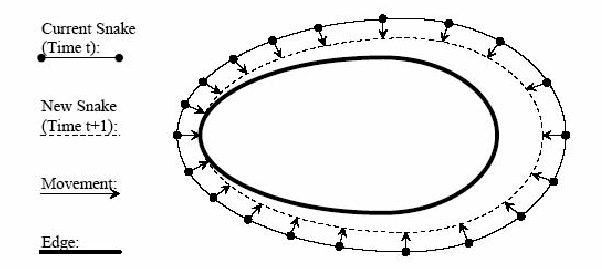 Current Snake
(Time t):
New Snake
(Time t+1):
Movement:
Edge: